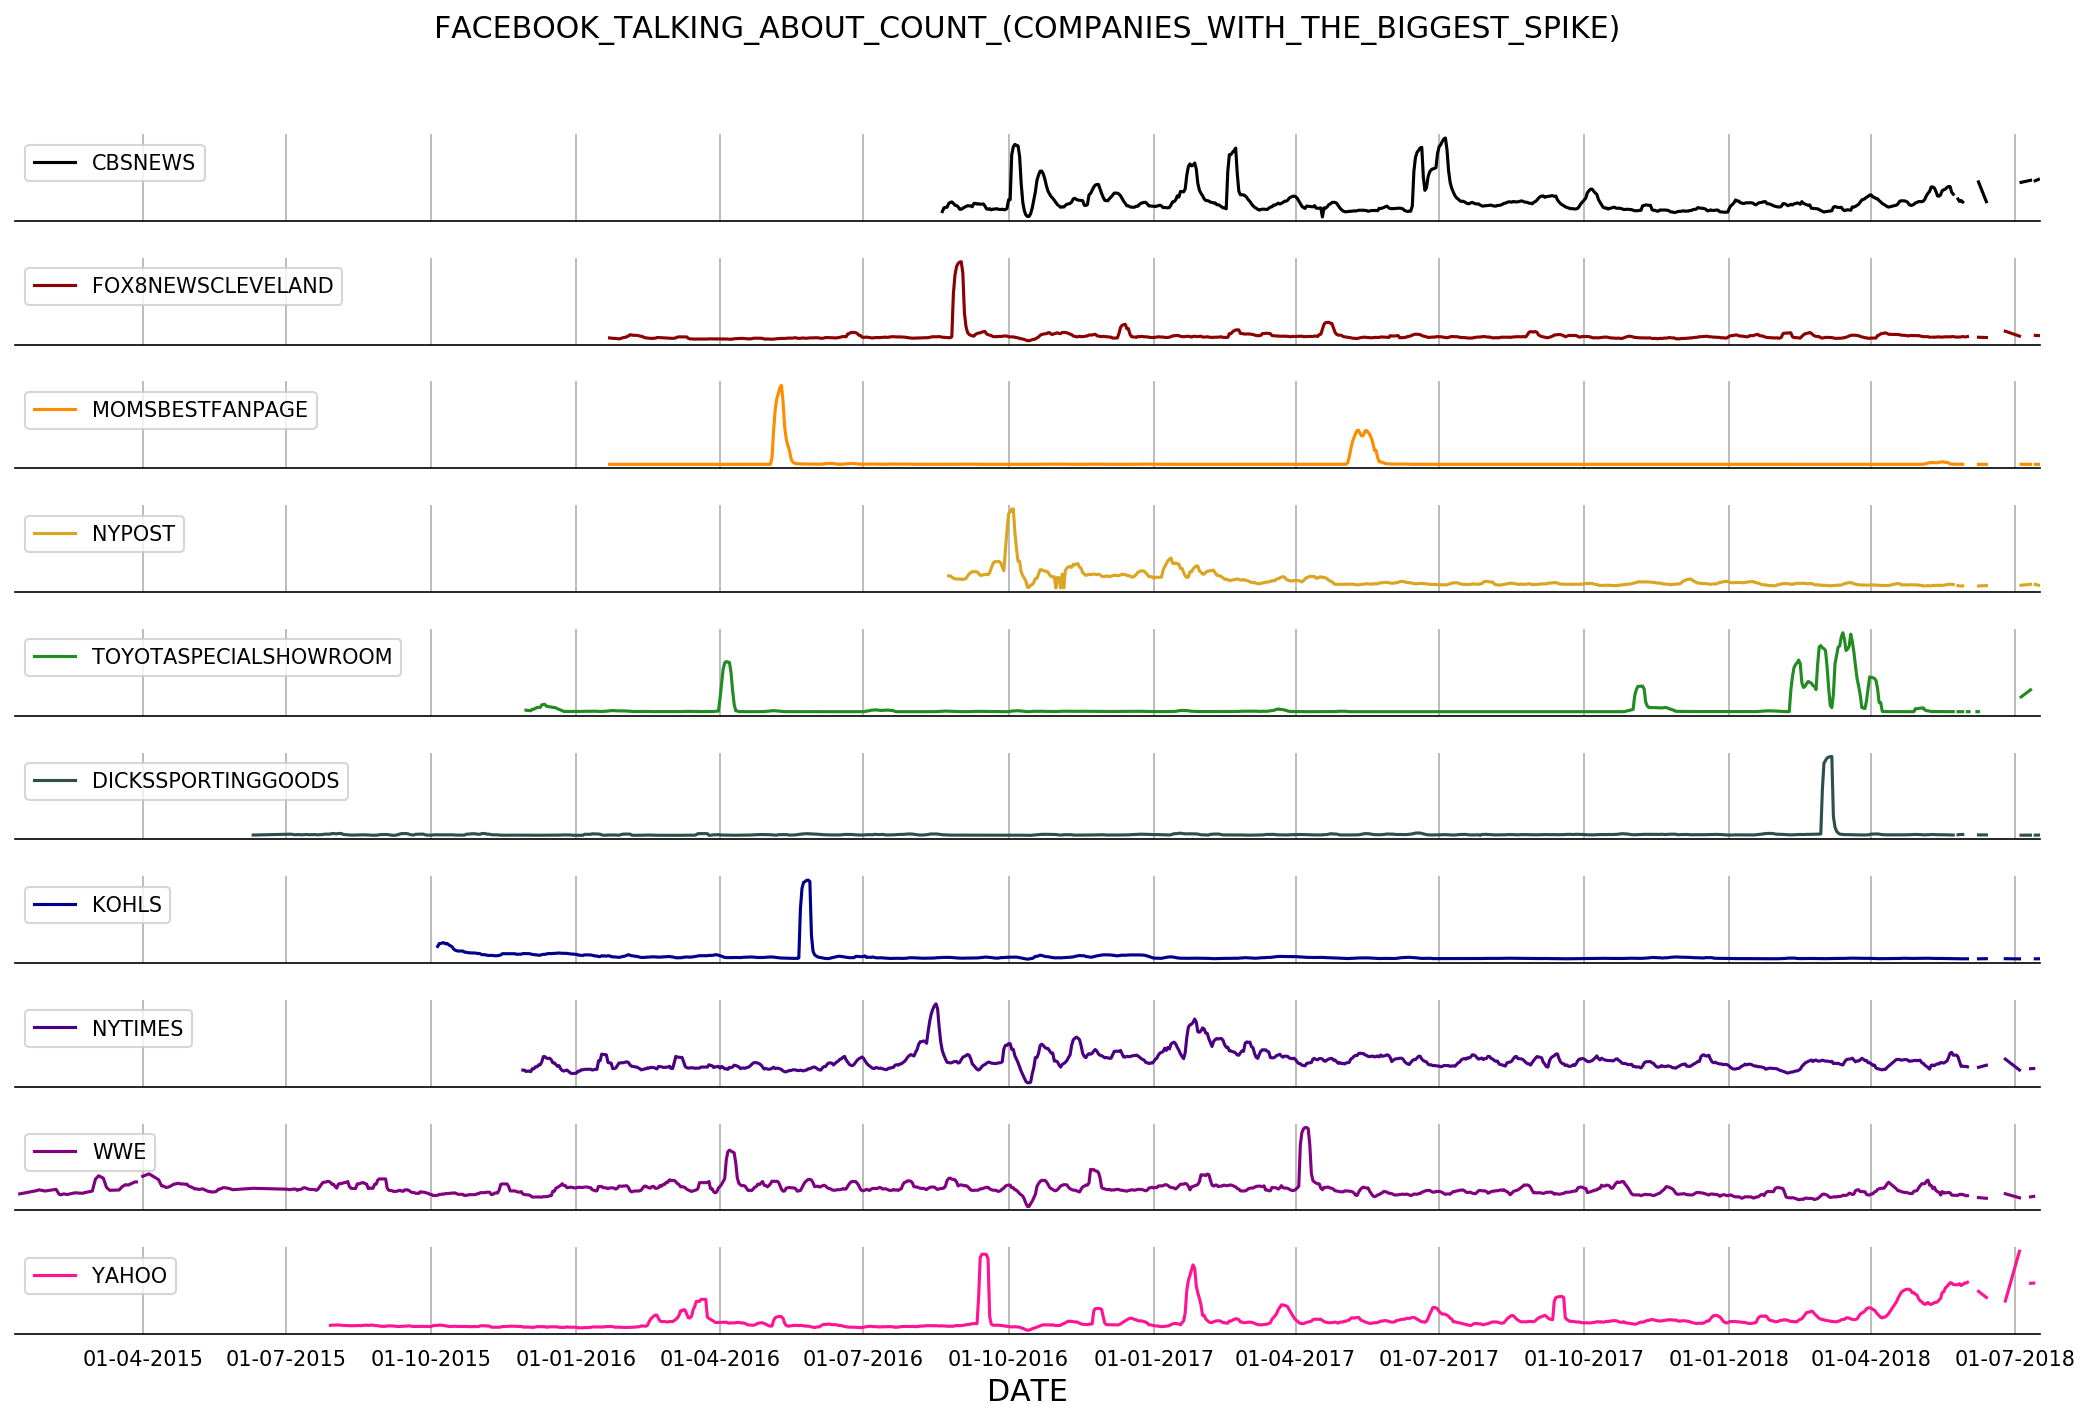 FACEBOOK_TALKING_ABOUT_COUNT_(COMPANIES_WITH_THE_BIGGEST_SPIKE)
CBSNEWS
FOX8NEWSCLEVELAND
MOMSBESTFANPAGE
NYPOST
TOYOTASPECIALSHOWROOM
DICKSSPORTINGGOODS
KOHLS
NYTIMES
WWE
YAHOO
01-04-2015 01-07-2015 01-10-2015 01-01-2016 01-04-2016 01-07-2016 01-10-2016 01-01-2017 01-04-2017 01-07-2017 01-10-2017 01-01-2018 01-04-2018 01-07-2018
DATE